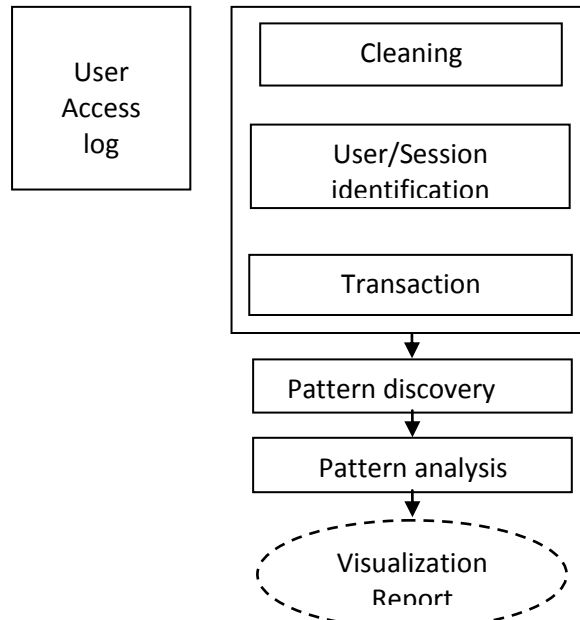 User
Access
log
Cleaning
User/Session
identification
Transaction
Pattern discovery
Pattern analysis
Visualization
Report